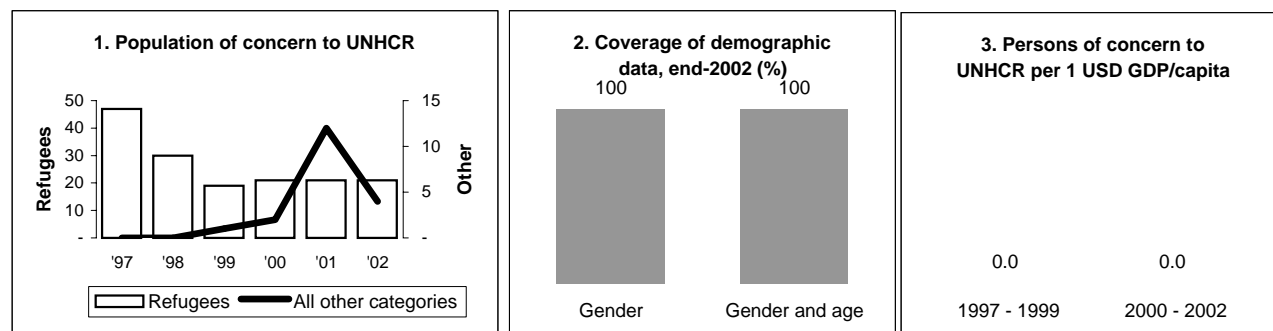 1. Population of concern to UNHCR
50
40
30
20
10
-
Refugees
15
10
5
-
Other
'97 '98 '99 '00 '01 '02
Refugees All other categories
2. Coverage of demographic
data, end-2002 (%)
100 100
Gender Gender and age
3. Persons of concern to
UNHCR per 1 USD GDP/capita
0.0 0.0
1997 - 1999 2000 - 2002